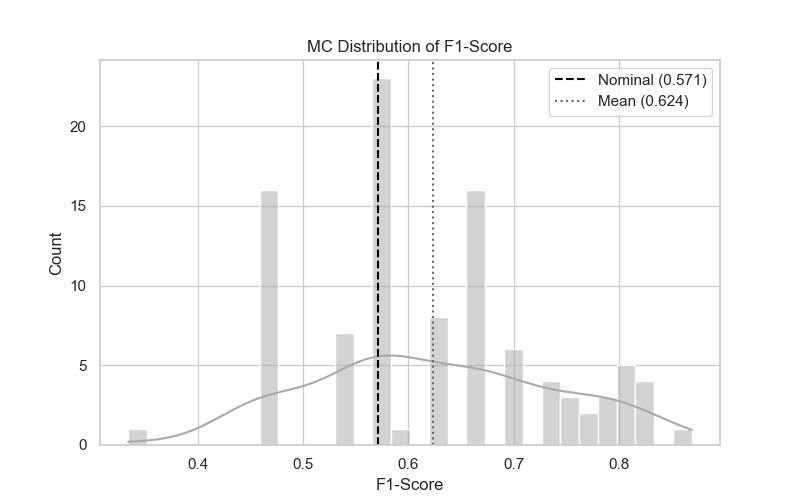 MC Distribution of F1-Score
Nominal (0.571)
Mean (0.624)
Count
20
15
10
5
0
0.4 0.5 0.6 0.7 0.8
F1-Score